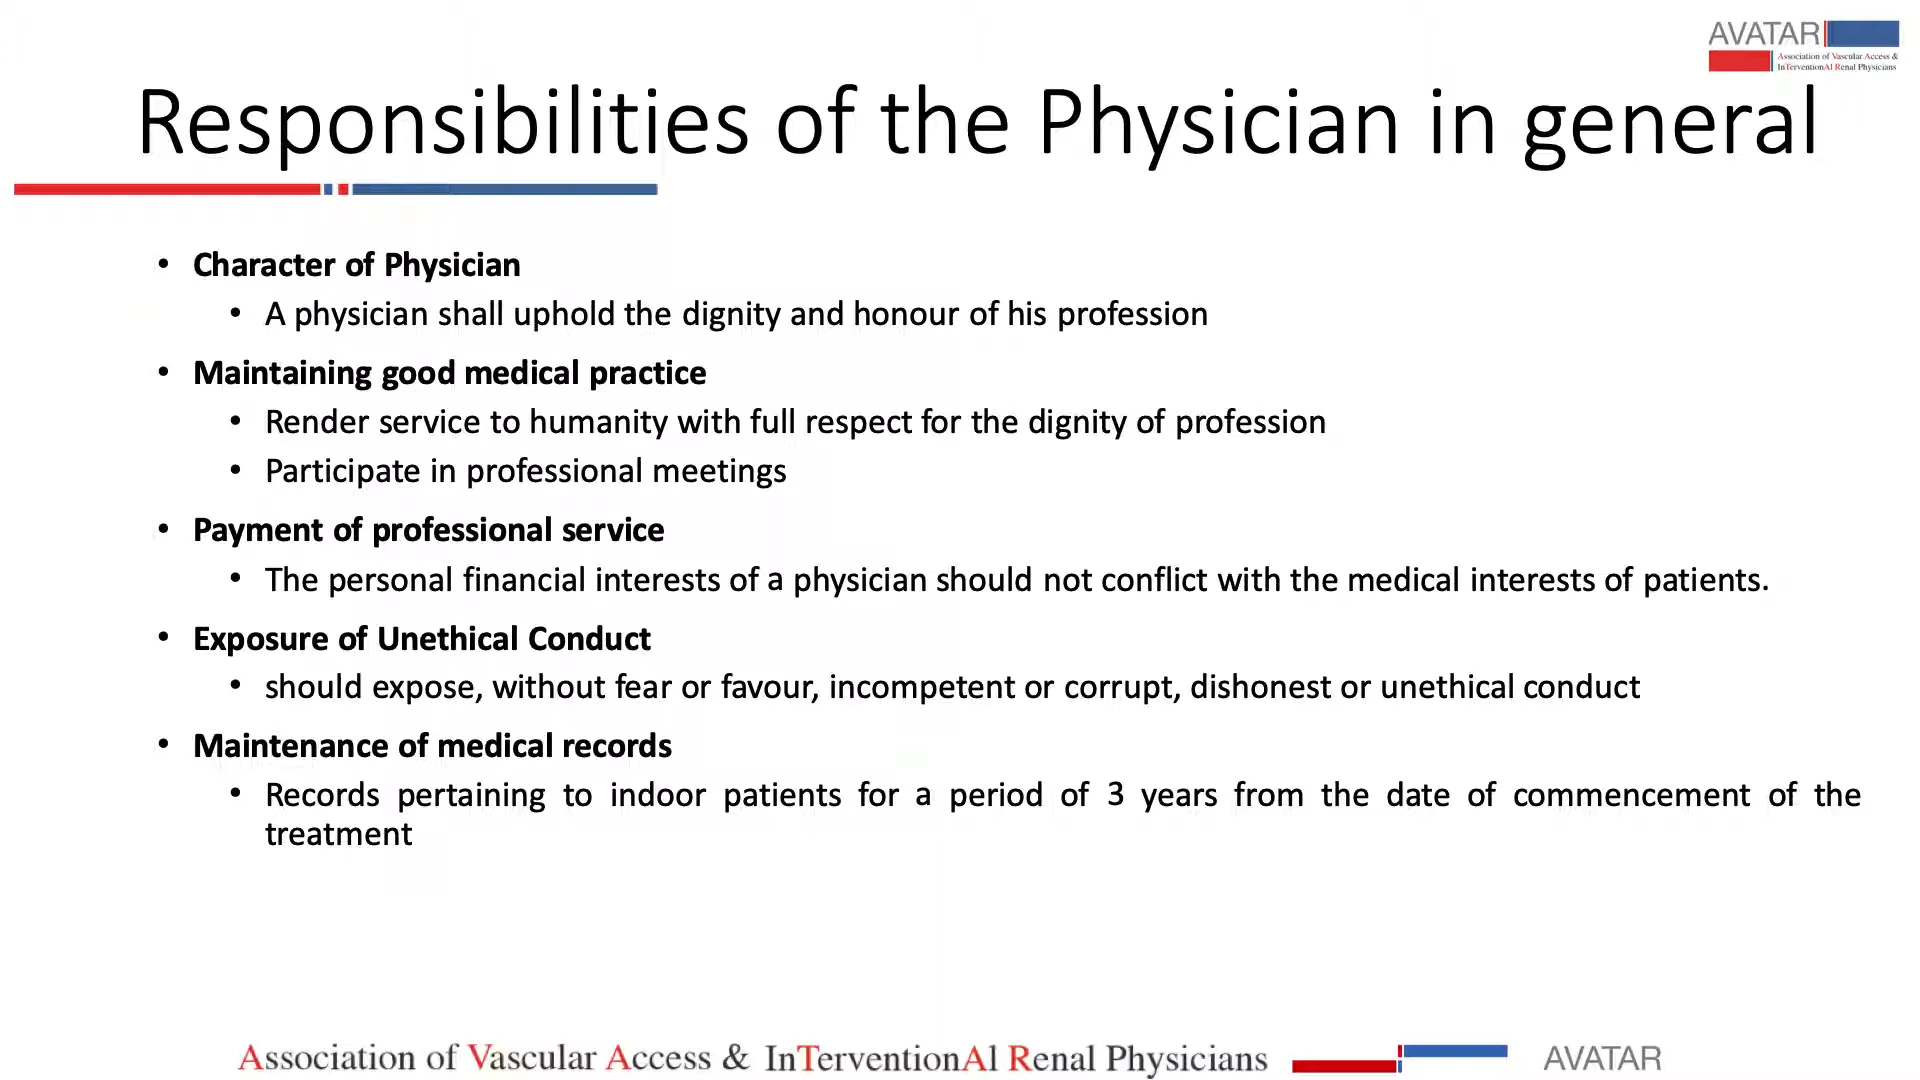 AVATAR
Association of Vascular Access &
InTerventionAl Renal Physicians
Responsibilities of the Physician in general
• Character of Physician
• A physician shall uphold the dignity and honour of his profession
• Maintaining good medical practice
• Render service to humanity with full respect for the dignity of profession
• Participate in professional meetings
• Payment of professional service
• The personal financial interests of a physician should not conflict with the medical interests of patients.
• Exposure of Unethical Conduct
• should expose, without fear or favour, incompetent or corrupt, dishonest or unethical conduct
• Maintenance of medical records
• Records pertaining to indoor patients for a period of 3 years from the date of commencement of the
treatment
Association of Vascular Access & InTerventionAl Renal Physicians AVATAR